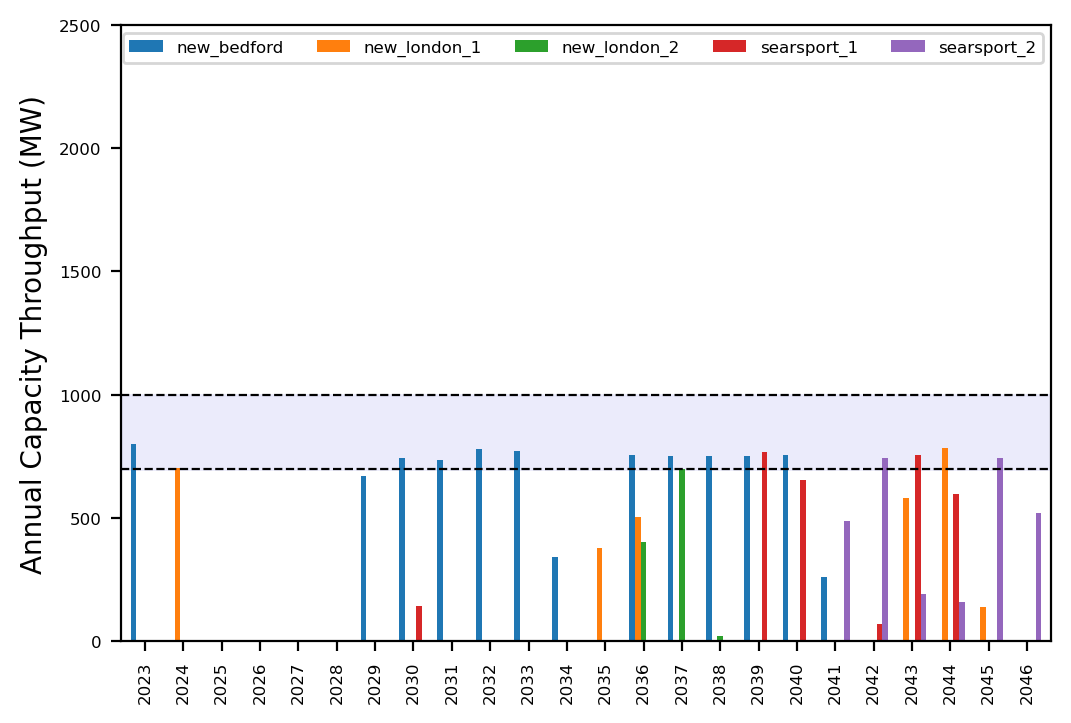 new_bedford new_london_1 new_london_2 searsport_1 searsport_2
Annual Capacity Throughput (MW)
2500
2000
1500
1000
500
0
2023 2024 2025 2026 2027 2028 2029 2030 2031 2032 2033 2034 2035 2036 2037 2038 2039 2040 2041 2042 2043 2044 2045 2046